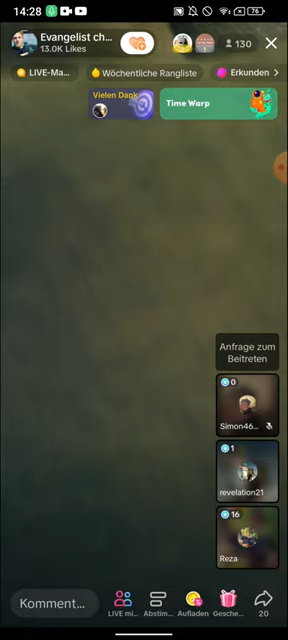 14:28
76
Evangelist ch...
13.0K Likes
130
LIVE-Ma...
Wöchentliche Rangliste
Erkunden
Vielen Dank
Time Warp
Anfrage zum
Beitreten
0
Simon46...
1
revelation21
16
Reza
Komment...
LIVE mi...
Abstim...
Aufladen
Gesche...
20